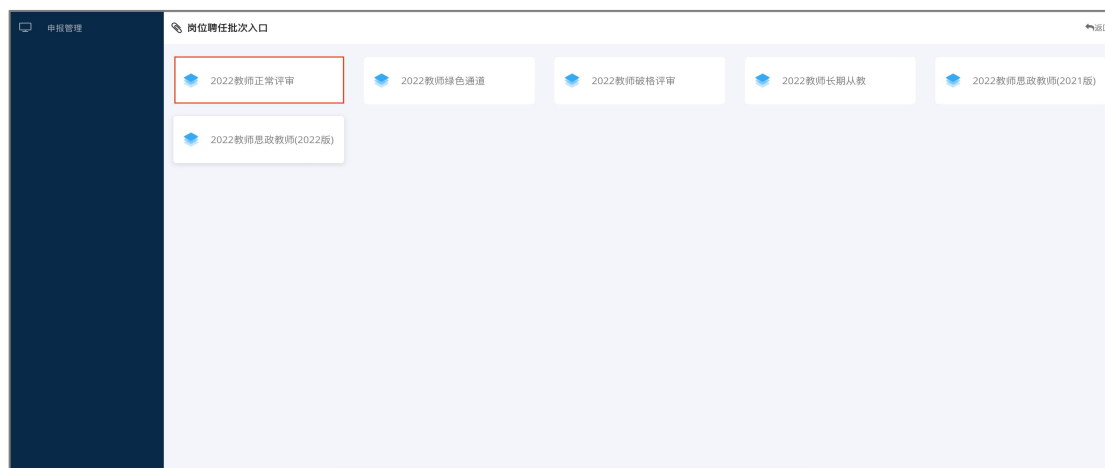 申报管理
岗位聘任批次入口
返回
2022教师正常评审
2022教师绿色通道
2022教师破格评审
2022教师长期从教
2022教师思政教师(2021版)
2022教师思政教师(2022版)